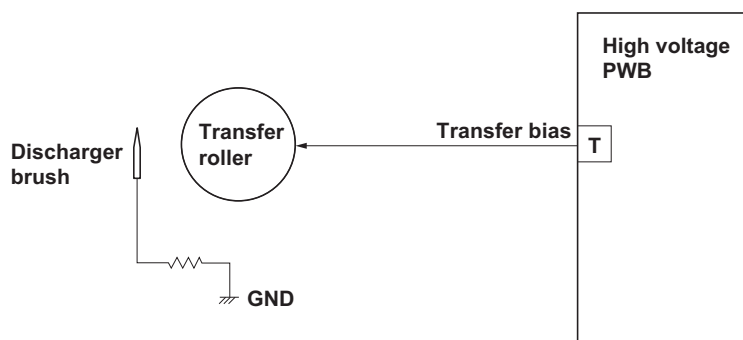 High voltage
PWB
Transfer bias
T
Transfer
roller
Discharger
brush
GND